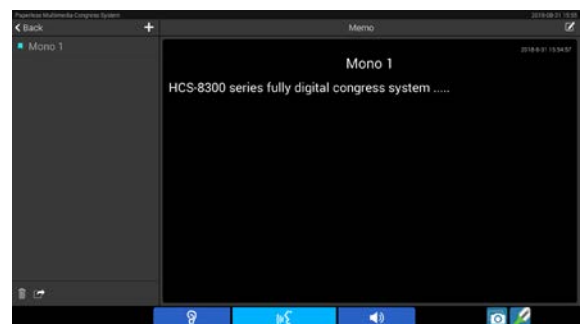 Paperless Multimedia Congress System
2018-08-31 15:55
Back
Memo
Mono 1
2018-8-31 15:54:57
Mono 1
HCS-8300 series fully digital congress system .....